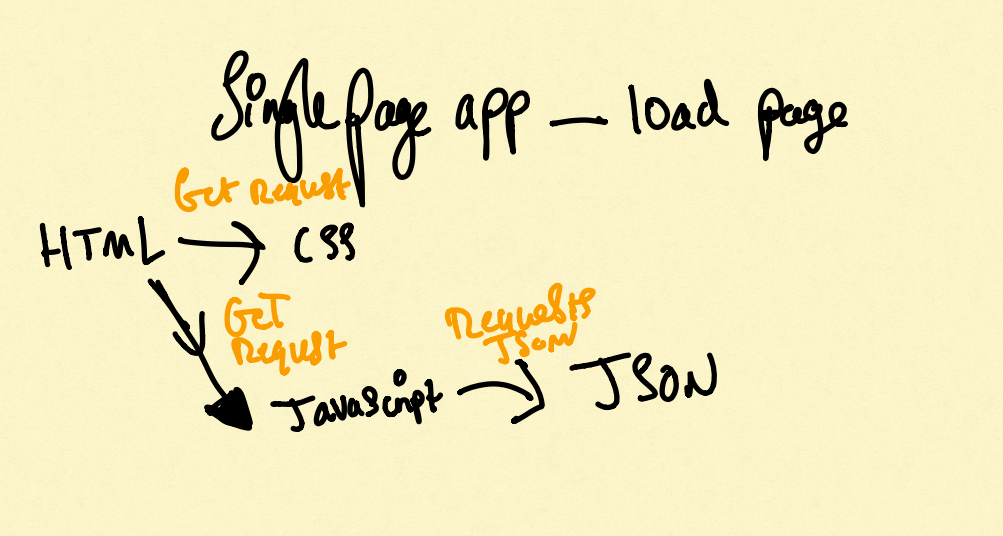 Single page app — load page
Get Request
HTML → CSS
GeT
Request
Requests
JSON
JavaScript → JSON